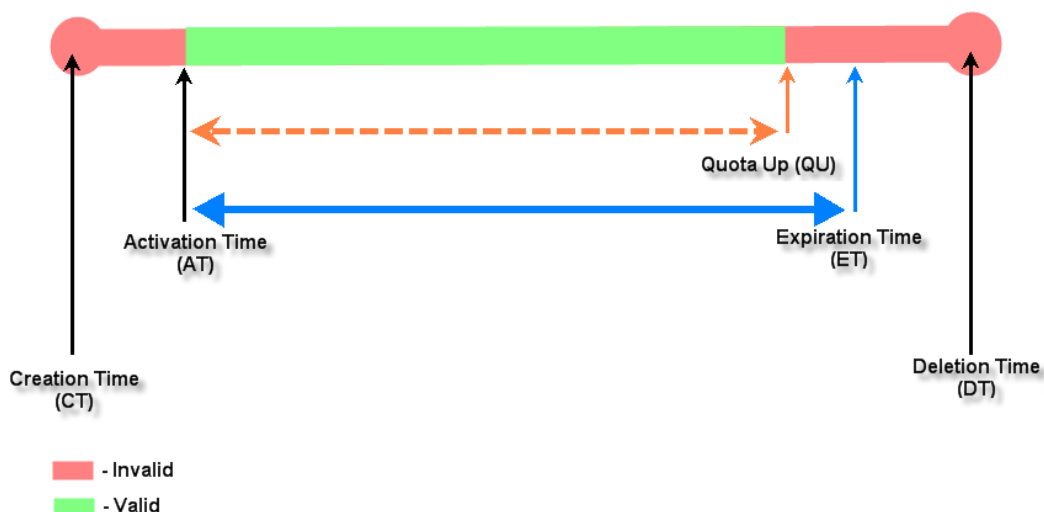 Quota Up (QU)
Activation Time
(AT)
Expiration Time
(ET)
Creation Time
(CT)
Deletion Time
(DT)
- Invalid
- Valid